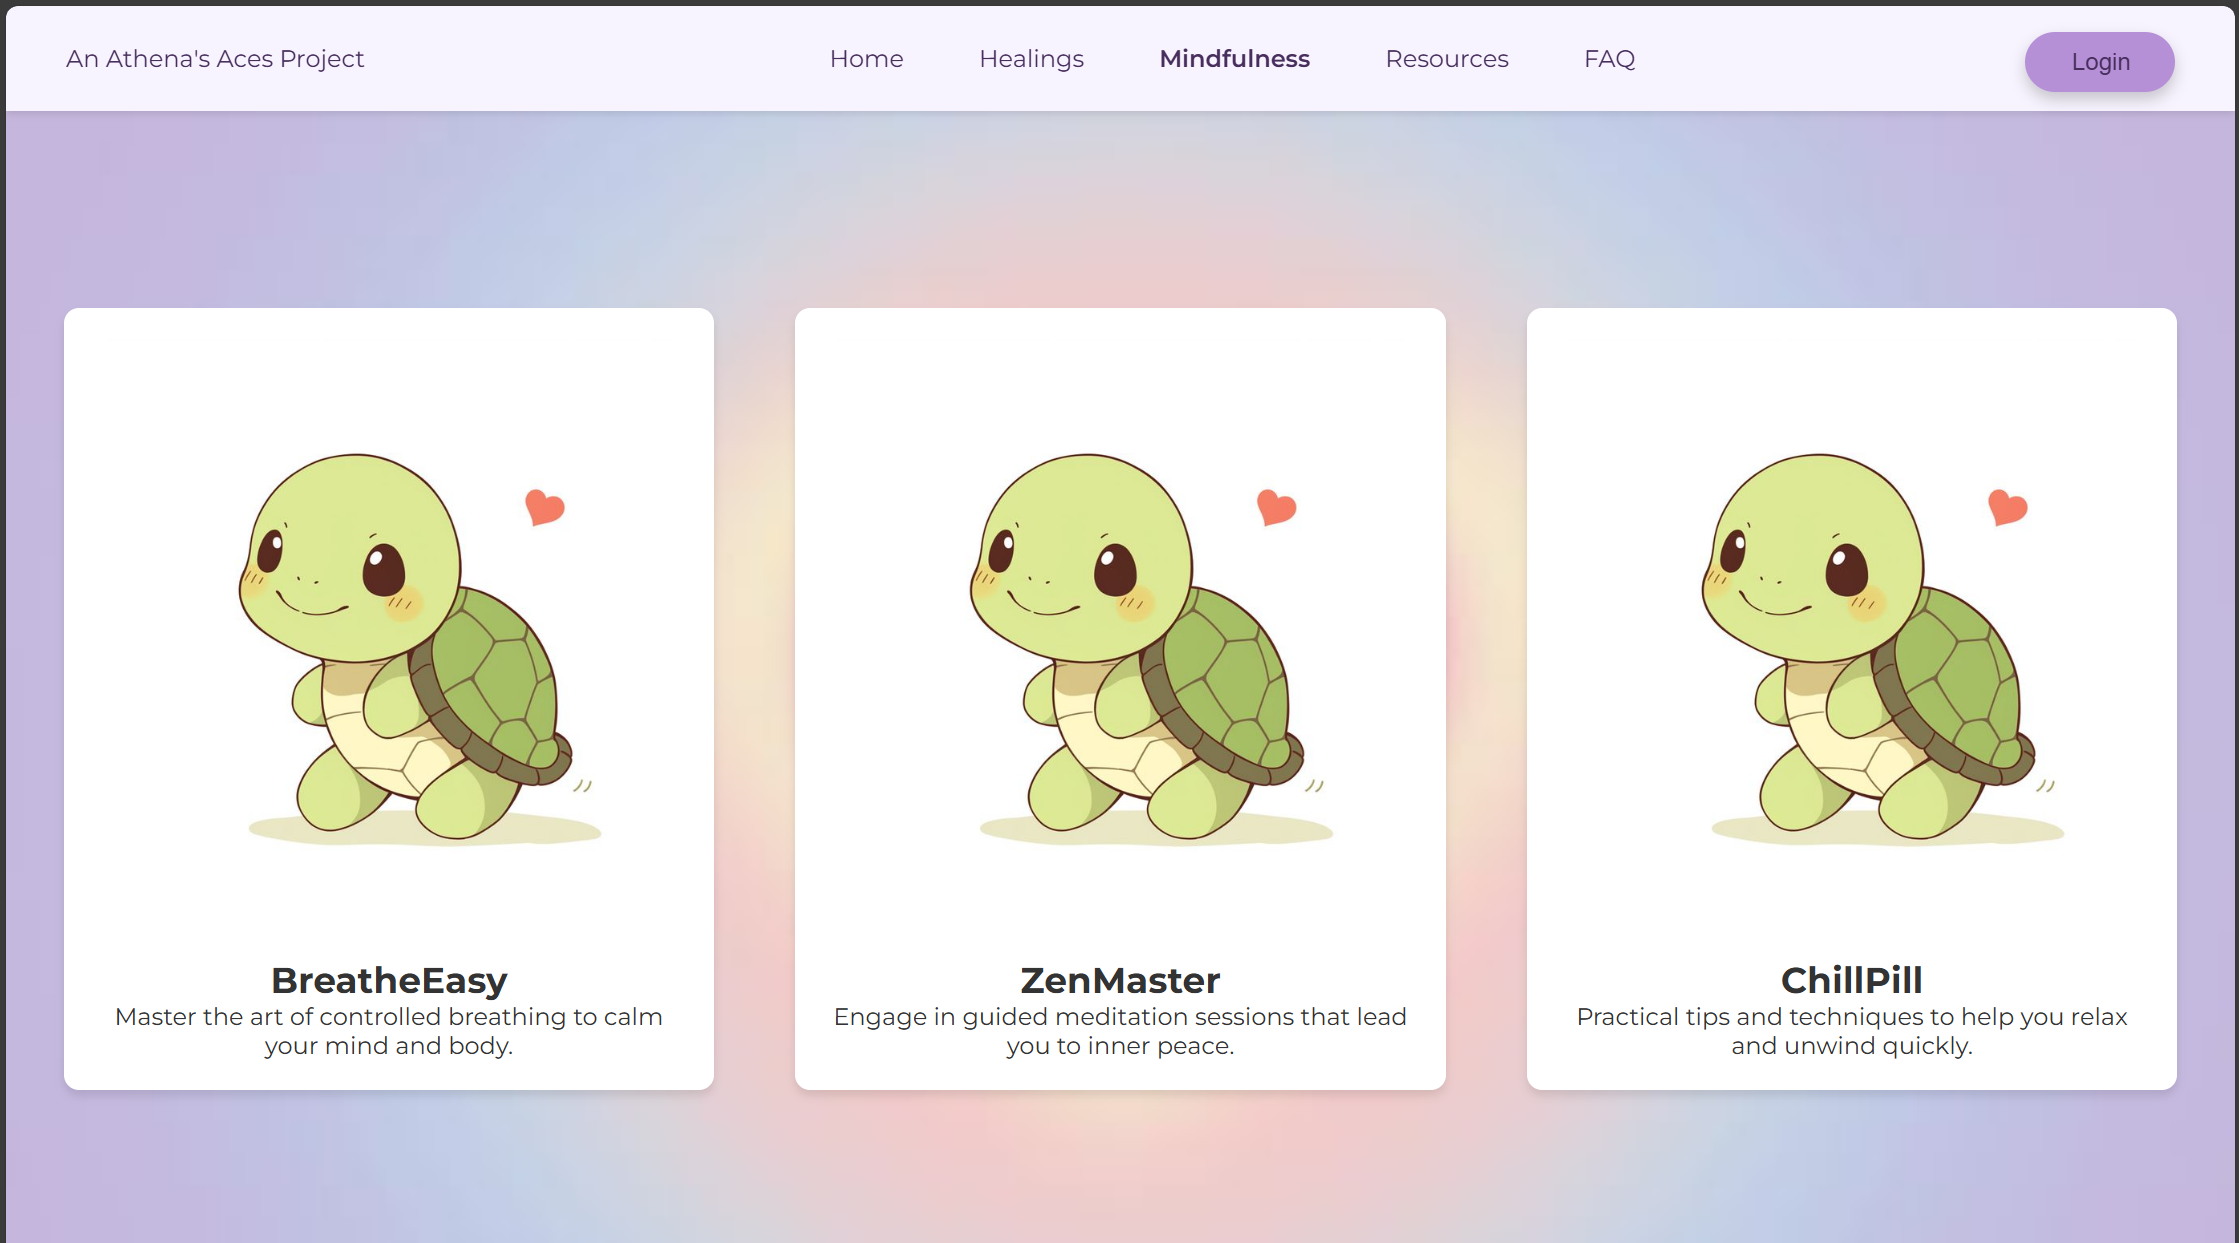 An Athena's Aces Project
Home
Healings
Mindfulness
Resources
FAQ
Login
BreatheEasy
Master the art of controlled breathing to calm
your mind and body.
ZenMaster
Engage in guided meditation sessions that lead
you to inner peace.
ChillPill
Practical tips and techniques to help you relax
and unwind quickly.